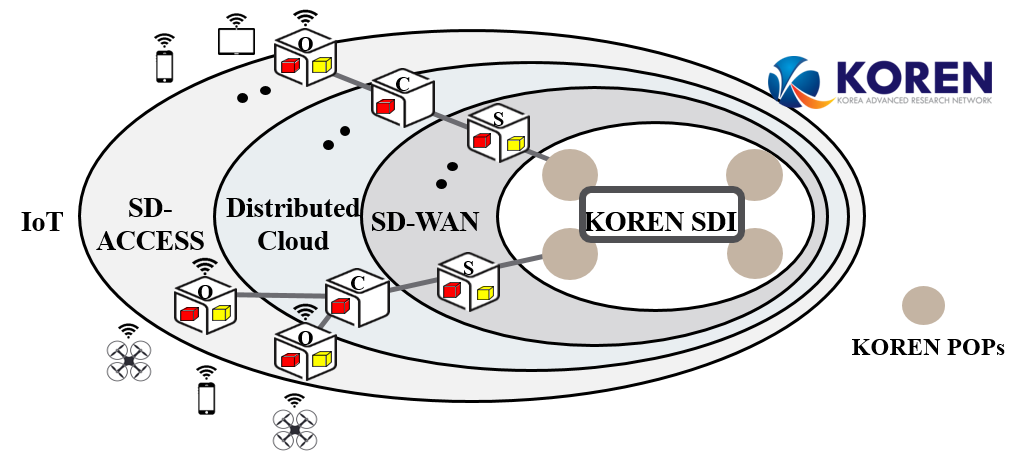 O
C
S
KOREN
KOREA ADVANCED RESEARCH NETWORK
IoT
SD-
ACCESS
Distributed
Cloud
SD-WAN
KOREN SDI
O
C
S
O
KOREN POPs